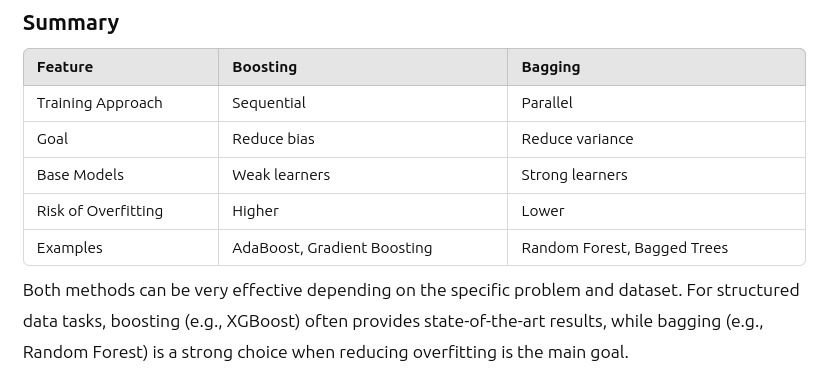 Summary
Feature Boosting Bagging
Training Approach Sequential Parallel
Goal Reduce bias Reduce variance
Base Models Weak learners Strong learners
Risk of Overfitting Higher Lower
Examples AdaBoost, Gradient Boosting Random Forest, Bagged Trees
Both methods can be very effective depending on the specific problem and dataset. For structured
data tasks, boosting (e.g., XGBoost) often provides state-of-the-art results, while bagging (e.g.,
Random Forest) is a strong choice when reducing overfitting is the main goal.